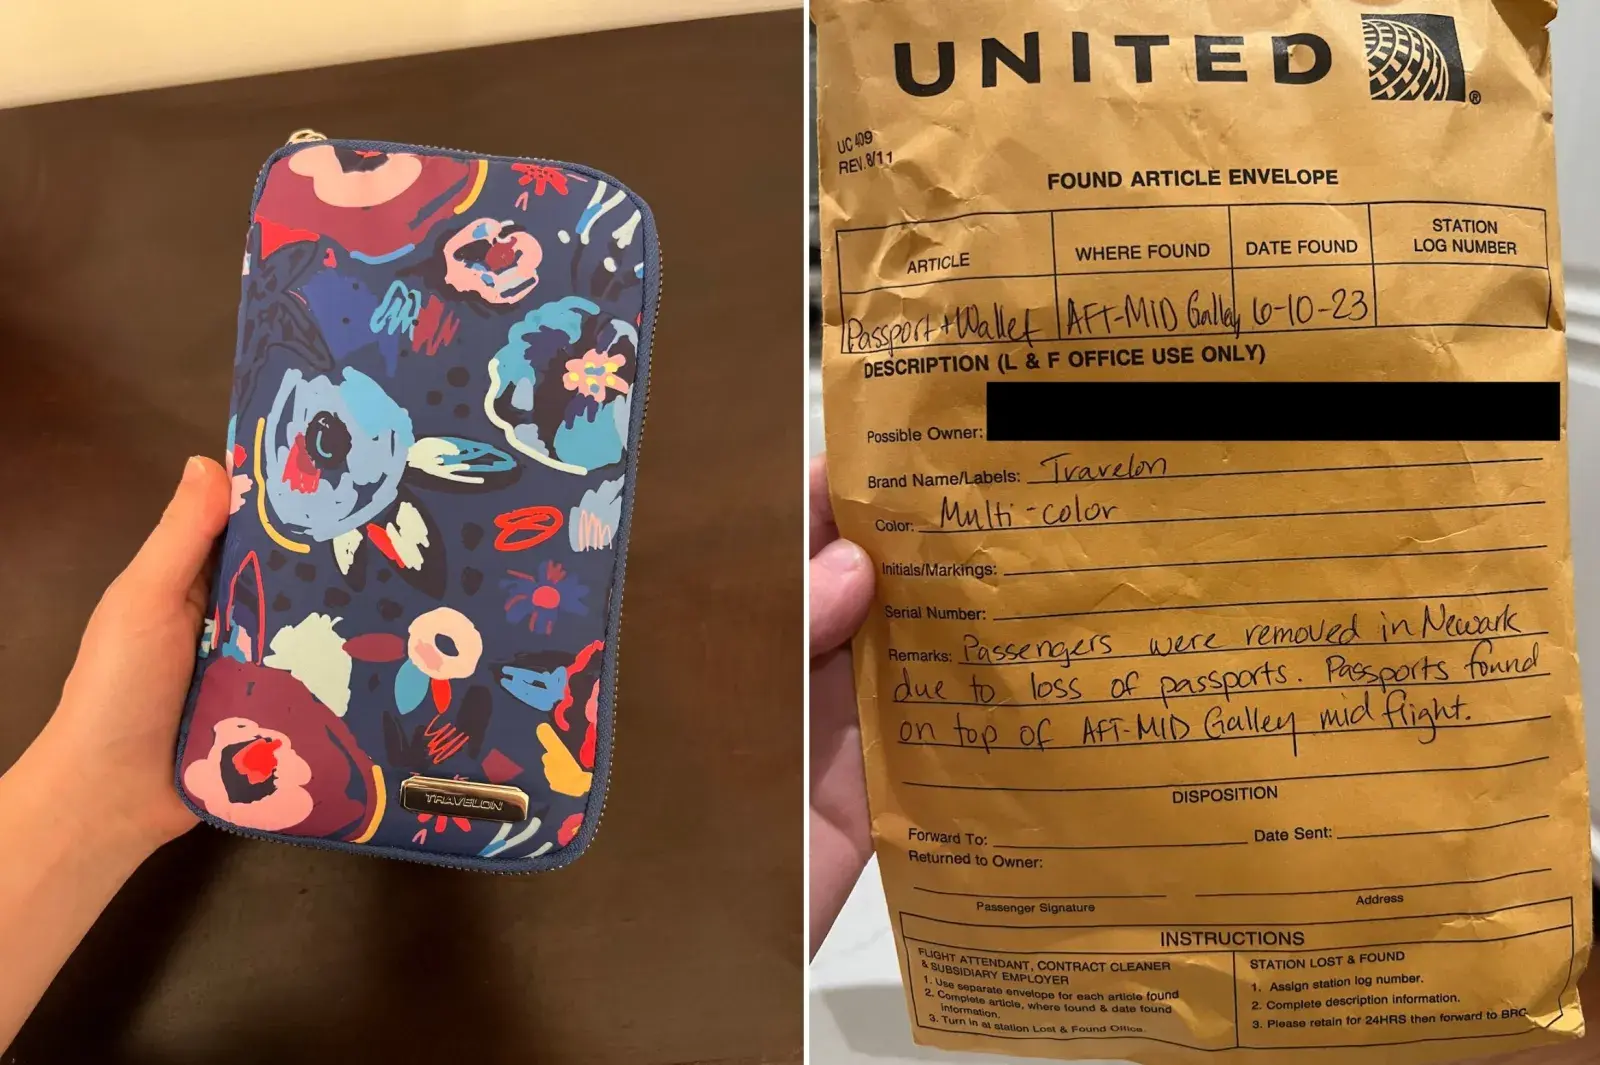 TRAVELON
UNITED
®
UC 409
REV. 8/11
FOUND ARTICLE ENVELOPE
ARTICLE
WHERE FOUND
DATE FOUND
STATION
LOG NUMBER
Passport + Wallet
AFT-MID Galley
6-10-23
DESCRIPTION (L & F OFFICE USE ONLY)
Possible Owner:
Brand Name/Labels: Travelon
Color: Multi-color
Initials/Markings:
Serial Number:
Remarks: Passengers were removed in Newark
due to loss of passports. Passports found
on top of AFT-MID Galley mid flight.
DISPOSITION
Forward To: Date Sent:
Returned to Owner:
Passenger Signature
Address
INSTRUCTIONS
FLIGHT ATTENDANT, CONTRACT CLEANER
& SUBSIDIARY EMPLOYER
1. Use separate envelope for each article found
2. Complete article, where found & date found
information.
3. Turn in at station Lost & Found Office.
STATION LOST & FOUND
1. Assign station log number.
2. Complete description information.
3. Please retain for 24HRS then forward to BRC